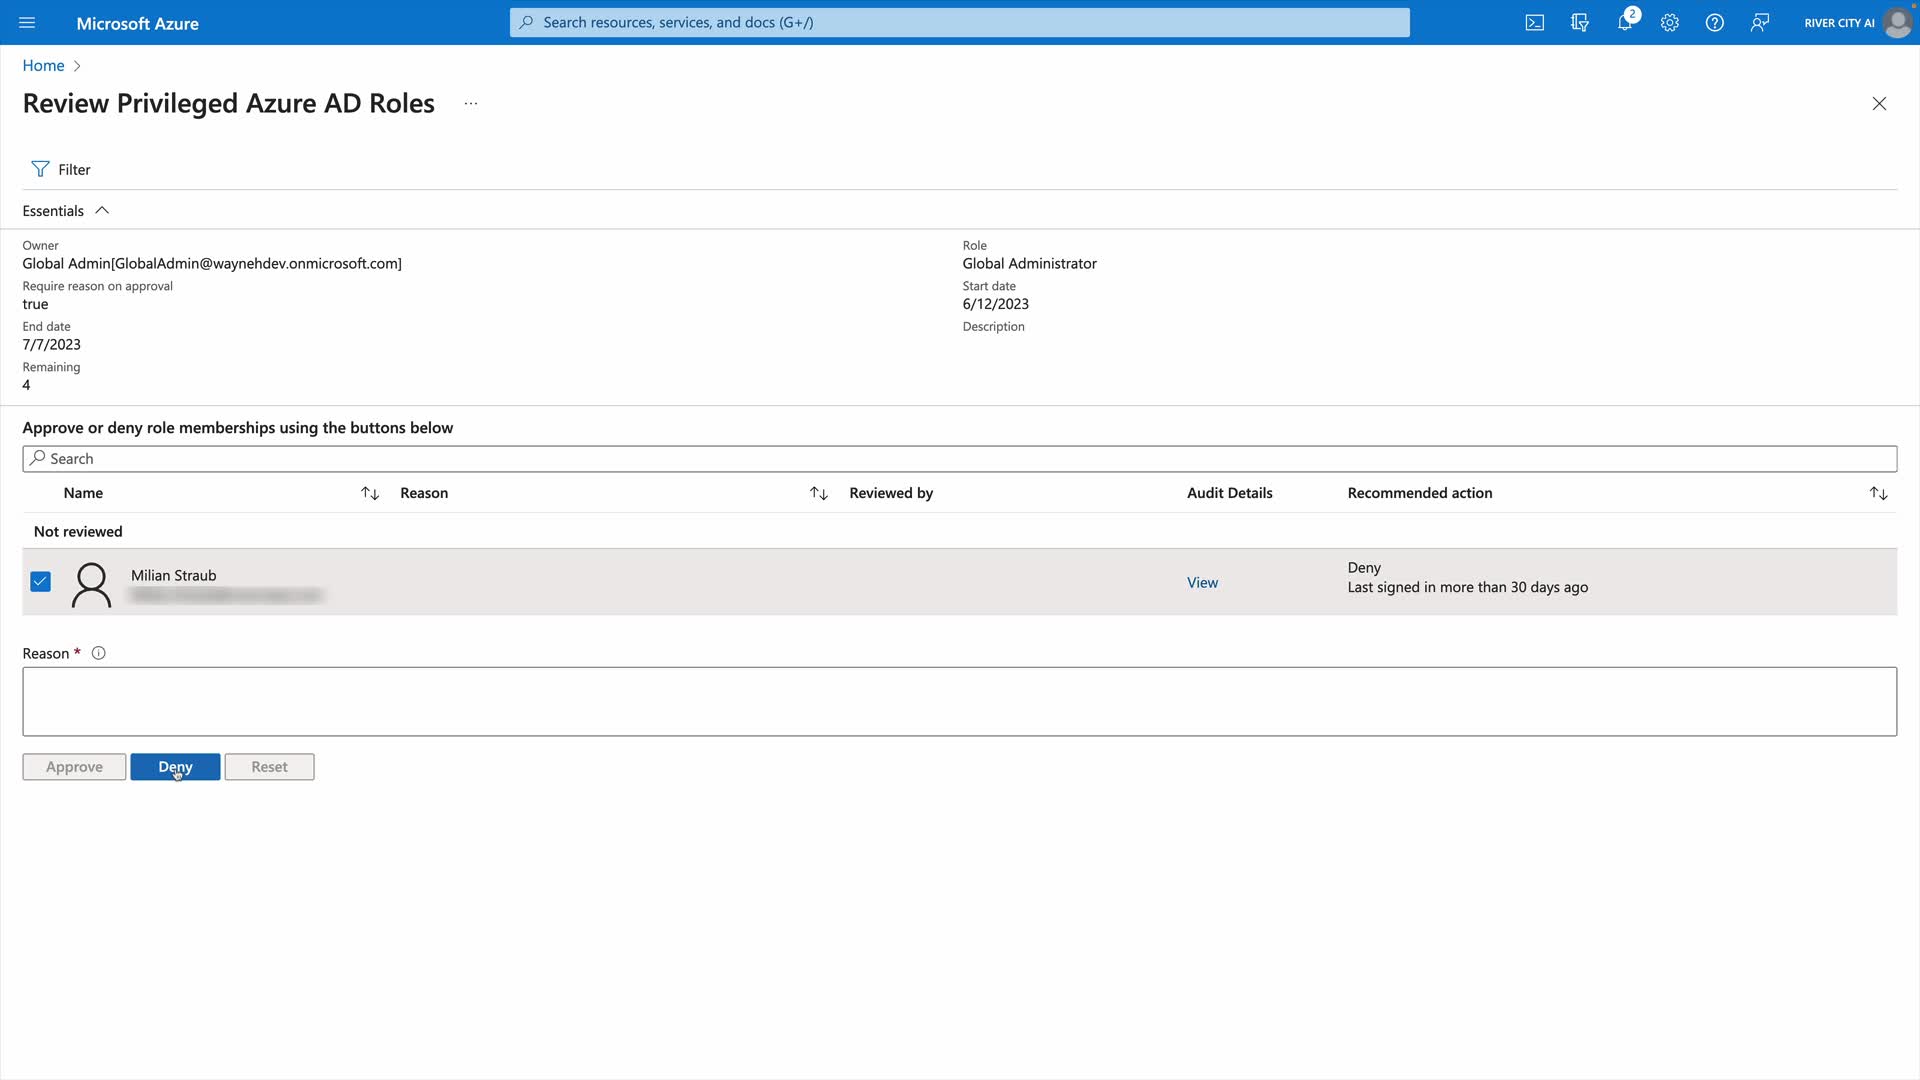 Microsoft Azure
Search resources, services, and docs (G+/)
2
RIVER CITY AI
Home
Review Privileged Azure AD Roles
...
Filter
Essentials
Owner
Global Admin[GlobalAdmin@waynehdev.onmicrosoft.com]
Require reason on approval
true
End date
7/7/2023
Remaining
4
Role
Global Administrator
Start date
6/12/2023
Description
Approve or deny role memberships using the buttons below
Search
Name Reason Reviewed by Audit Details Recommended action
Not reviewed
Milian Straub
View
Deny
Last signed in more than 30 days ago
Reason *
Approve Deny Reset